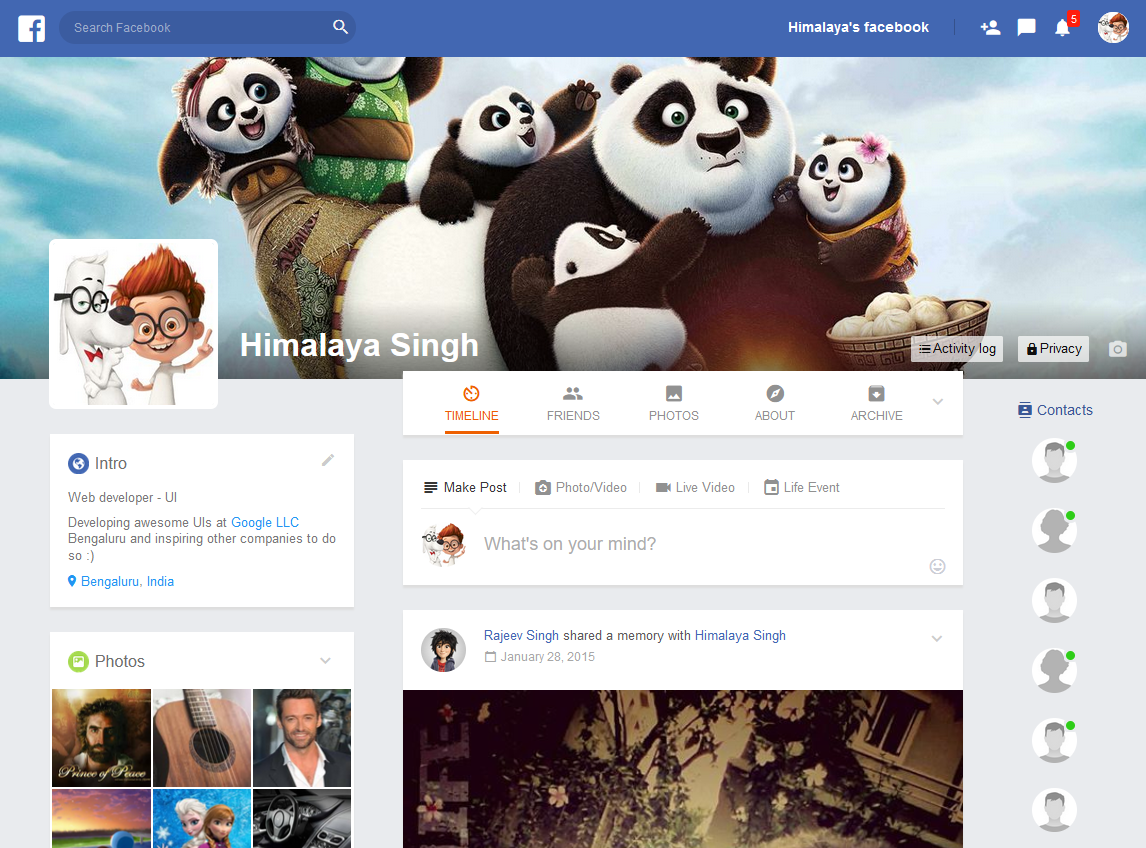 Search Facebook
Himalaya's facebook
5
Himalaya Singh
Activity log
Privacy
TIMELINE
FRIENDS
PHOTOS
ABOUT
ARCHIVE
Contacts
Intro
Web developer - UI
Developing awesome UIs at Google LLC
Bengaluru and inspiring other companies to do
so :)
Bengaluru, India
Make Post
Photo/Video
Live Video
Life Event
What's on your mind?
Rajeev Singh shared a memory with Himalaya Singh
January 28, 2015
Photos
Prince of Peace